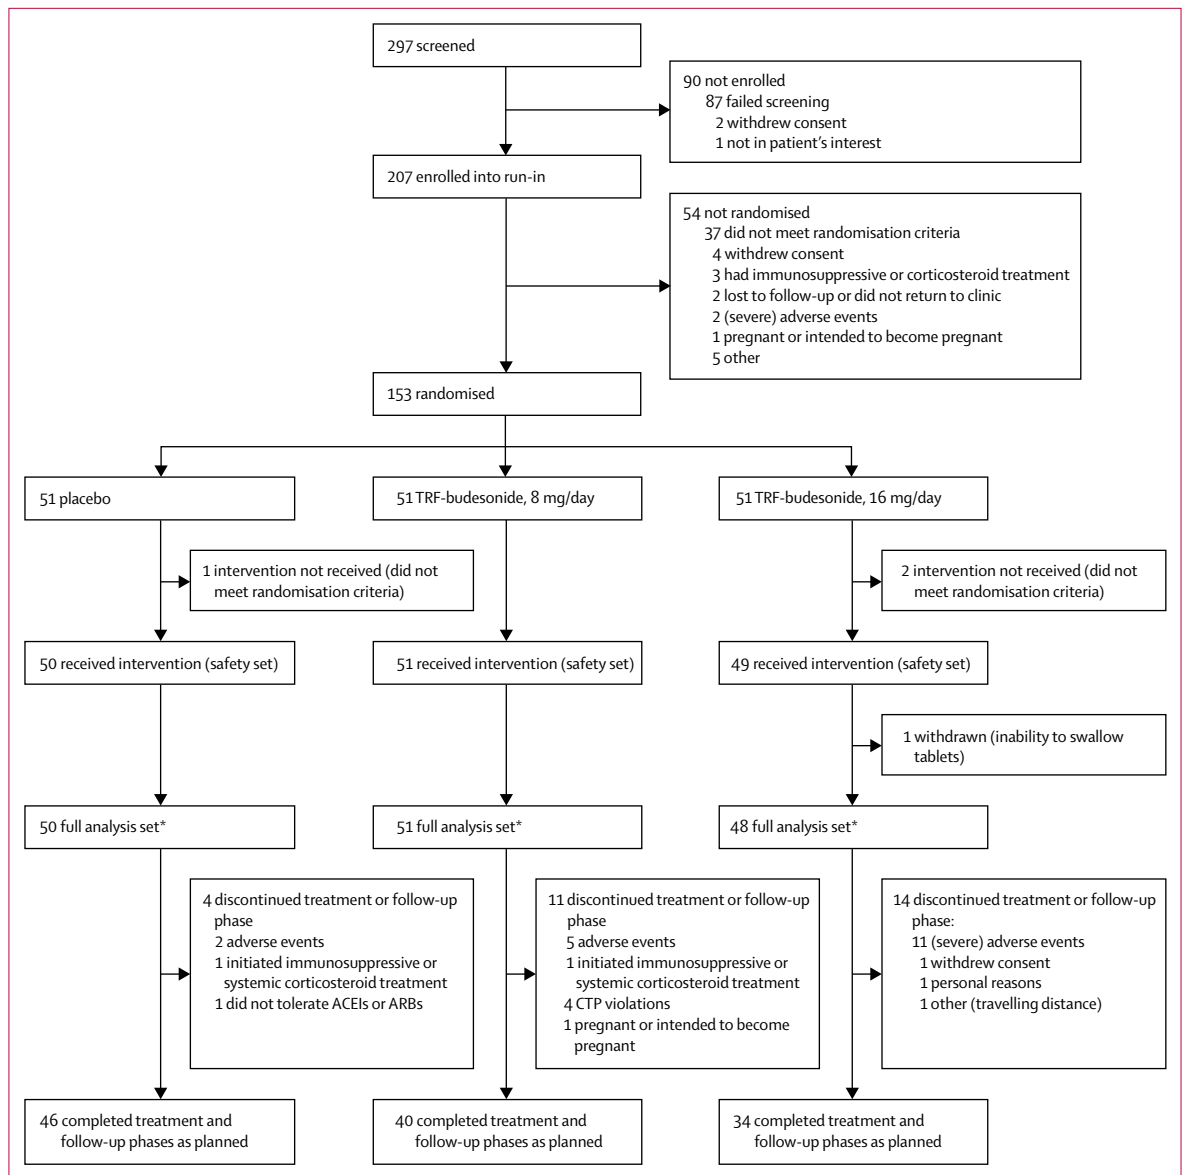 297 screened
90 not enrolled
87 failed screening
2 withdrew consent
1 not in patient's interest
207 enrolled into run-in
54 not randomised
37 did not meet randomisation criteria
4 withdrew consent
3 had immunosuppressive or corticosteroid treatment
2 lost to follow-up or did not return to clinic
2 (severe) adverse events
1 pregnant or intended to become pregnant
5 other
153 randomised
51 placebo
51 TRF-budesonide, 8 mg/day
51 TRF-budesonide, 16 mg/day
1 intervention not received (did not
meet randomisation criteria)
2 intervention not received (did not
meet randomisation criteria)
50 received intervention (safety set)
51 received intervention (safety set)
49 received intervention (safety set)
1 withdrawn (inability to swallow
tablets)
50 full analysis set*
51 full analysis set*
48 full analysis set*
4 discontinued treatment or follow-up
phase
2 adverse events
1 initiated immunosuppressive or
systemic corticosteroid treatment
1 did not tolerate ACEIs or ARBs
11 discontinued treatment or follow-up
phase
5 adverse events
1 initiated immunosuppressive or
systemic corticosteroid treatment
4 CTP violations
1 pregnant or intended to become
pregnant
14 discontinued treatment or follow-up
phase:
11 (severe) adverse events
1 withdrew consent
1 personal reasons
1 other (travelling distance)
46 completed treatment and
follow-up phases as planned
40 completed treatment and
follow-up phases as planned
34 completed treatment and
follow-up phases as planned